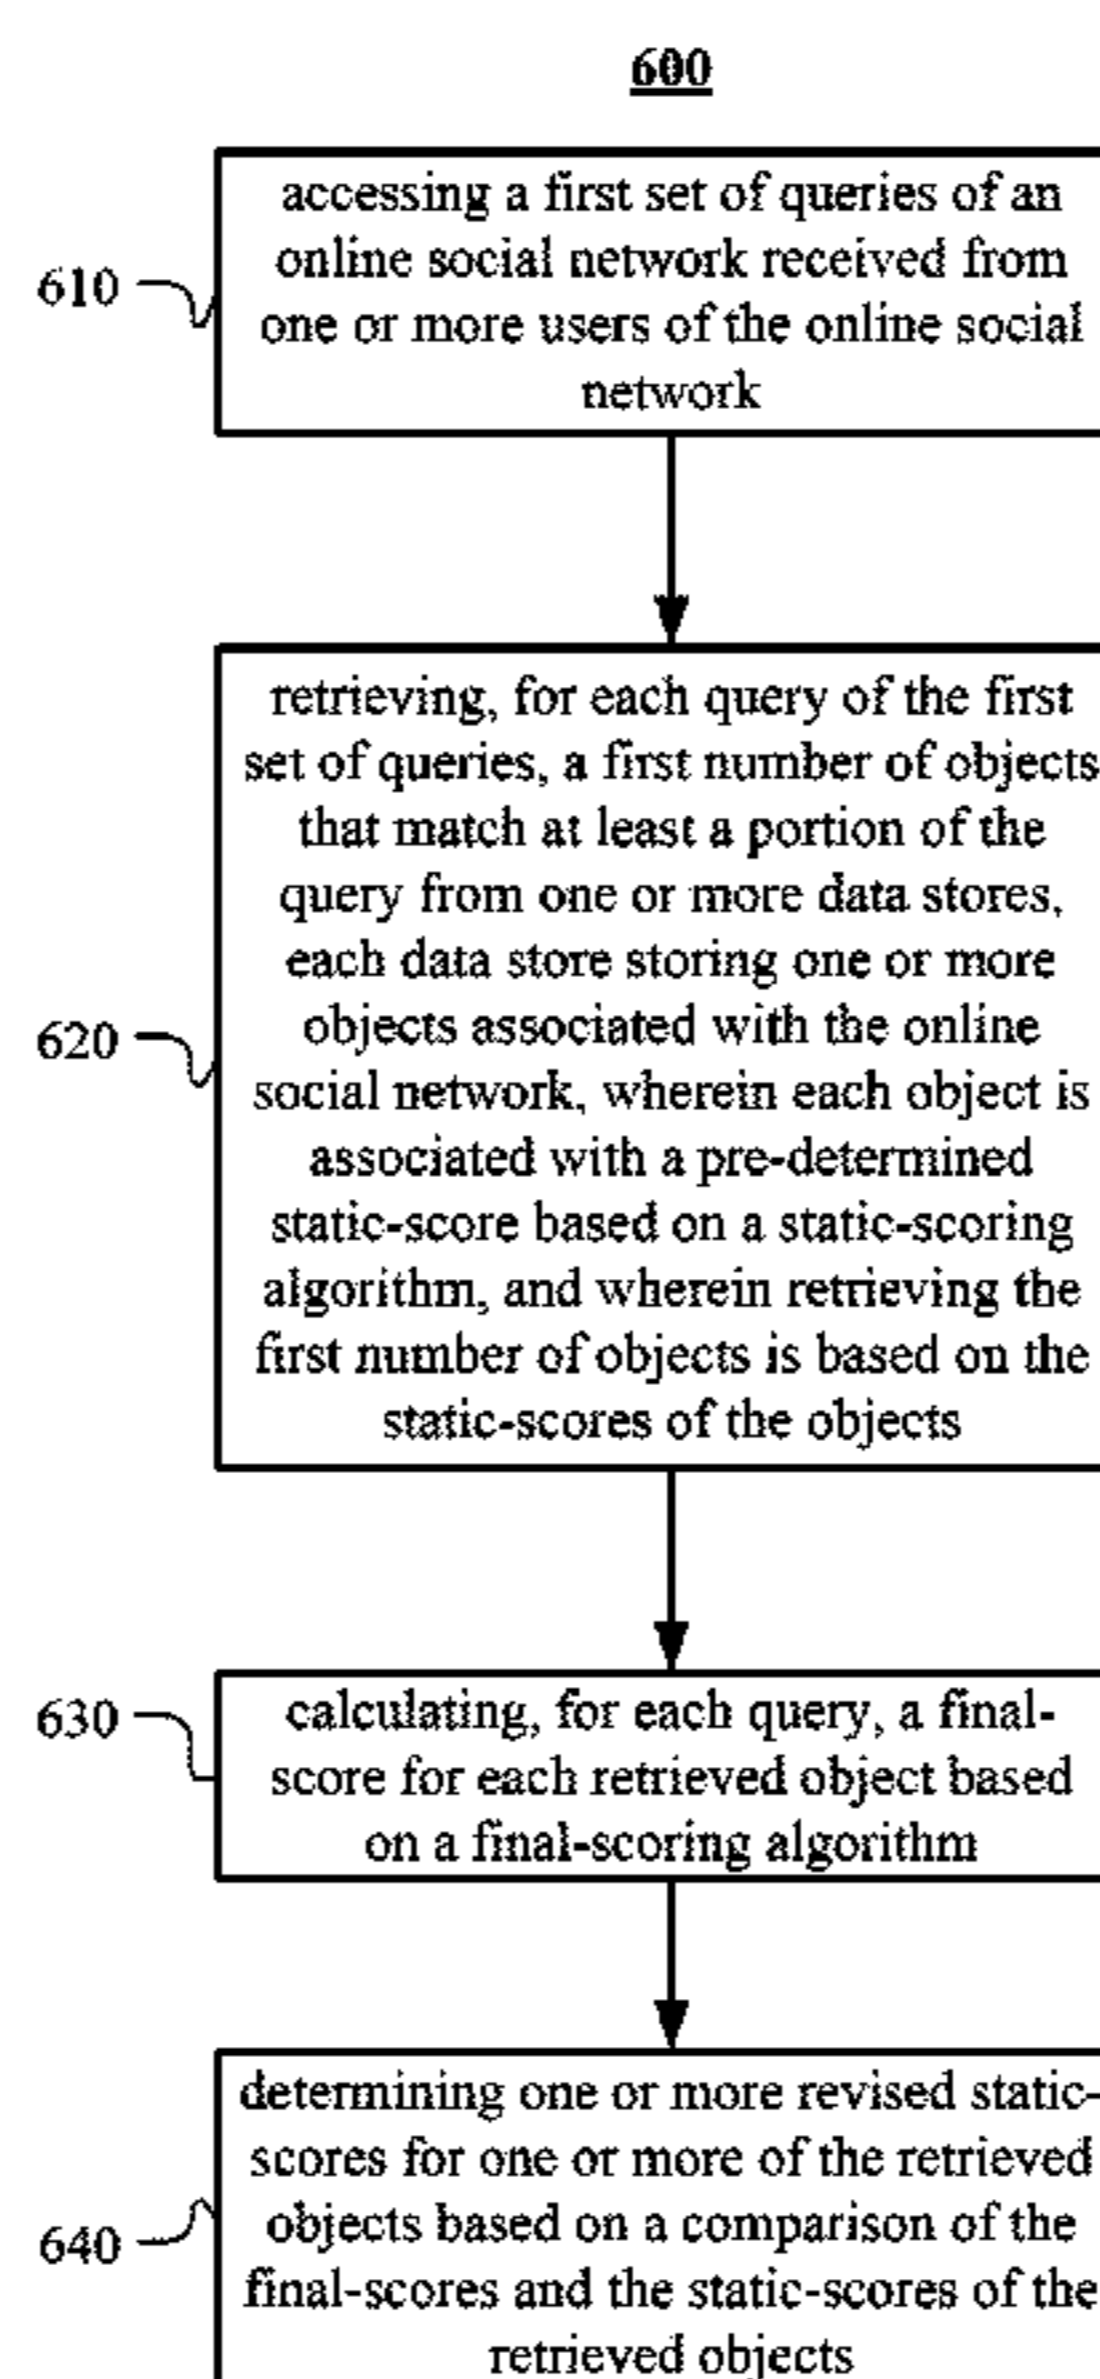 600
accessing a first set of queries of an
online social network received from
one or more users of the online social
network
610
retrieving, for each query of the first
set of queries, a first number of objects
that match at least a portion of the
query from one or more data stores,
each data store storing one or more
objects associated with the online
social network, wherein each object is
associated with a pre-determined
static-score based on a static-scoring
algorithm, and wherein retrieving the
first number of objects is based on the
static-scores of the objects
620
calculating, for each query, a final-
score for each retrieved object based
on a final-scoring algorithm
630
determining one or more revised static-
scores for one or more of the retrieved
objects based on a comparison of the
final-scores and the static-scores of the
retrieved objects
640